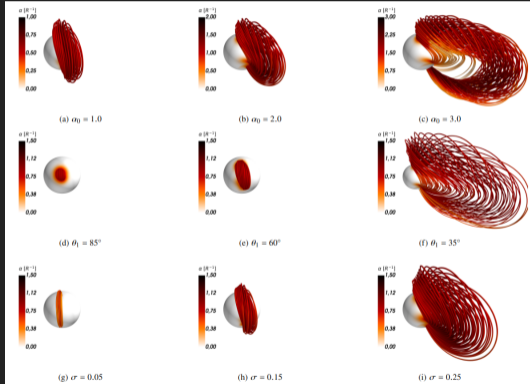 α [R⁻¹] α [R⁻¹] α [R⁻¹]
1,00 2,00 3,00
0,75 1,50 2,25
0,50 1,00 1,50
0,25 0,50 0,75
0,00 0,00 0,00
(a) α₀ = 1.0 (b) α₀ = 2.0 (c) α₀ = 3.0
α [R⁻¹] α [R⁻¹] α [R⁻¹]
1,50 1,50 1,50
1,12 1,12 1,12
0,75 0,75 0,75
0,38 0,38 0,38
0,00 0,00 0,00
(d) θ₁ = 85° (e) θ₁ = 60° (f) θ₁ = 35°
α [R⁻¹] α [R⁻¹] α [R⁻¹]
1,50 1,50 1,50
1,12 1,12 1,12
0,75 0,75 0,75
0,38 0,38 0,38
0,00 0,00 0,00
(g) σ = 0.05 (h) σ = 0.15 (i) σ = 0.25